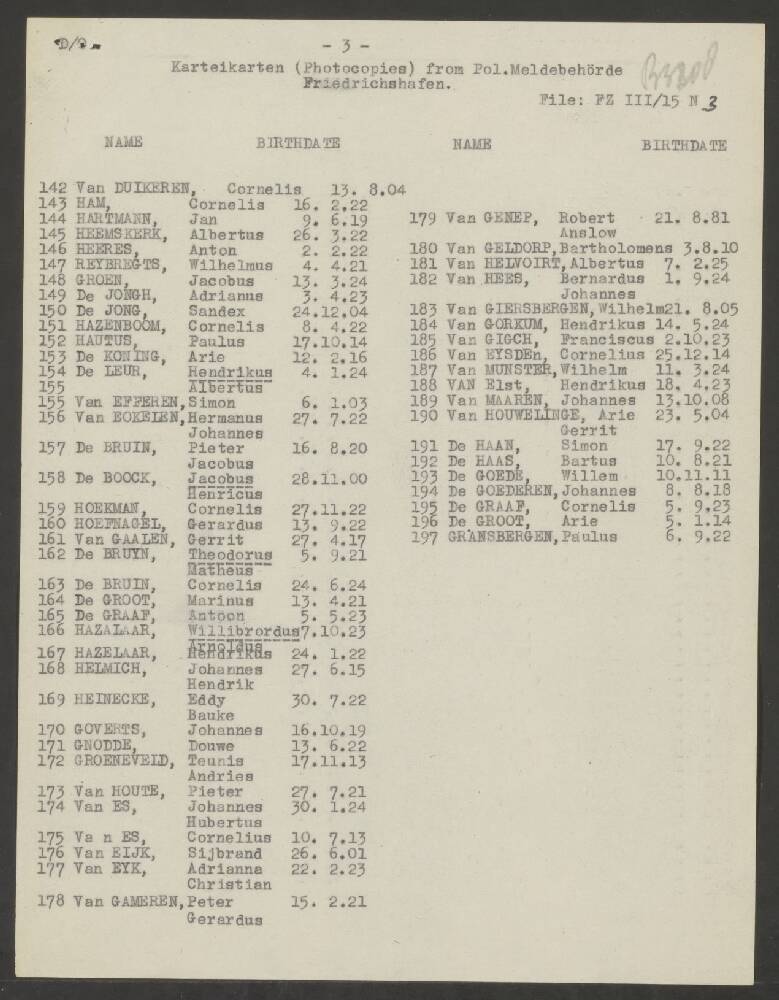 - 3 -
Karteikarten (Photocopies) from Pol.Meldebehörde
Friedrichshafen.
File: FZ III/15 N 3
NAME BIRTHDATE
142 Van DUIKEREN, Cornelis 13. 8.04
143 HAM, Cornelis 16. 2.22
144 HARTMANN, Jan 9. 6.19
145 HEEMSKERK, Albertus 26. 3.22
146 HEERES, Anton 2. 2.22
147 REYBREGTS, Wilhelmus 4. 4.21
148 GROEN, Jacobus 13. 3.24
149 De JONGH, Adrianus 3. 4.23
150 De JONG, Sandex 24.12.04
151 HAZENBOOM, Cornelis 8. 4.22
152 HAUTUS, Paulus 17.10.14
153 De KONING, Arie 12. 2.16
154 De LEUR, Hendrikus 4. 1.24
155 Albertus
155 Van EFFEREN, Simon 6. 1.03
156 Van EOKELEN, Hermanus 27. 7.22
Johannes
157 De BRUIN, Pieter 16. 8.20
Jacobus
158 De BOOCK, Jacobus 28.11.00
Henricus
159 HOEKMAN, Cornelis 27.11.22
160 HOEFNAGEL, Gerardus 13. 9.22
161 Van GAALEN, Gerrit 27. 4.17
162 De BRUYN, Theodorus 5. 9.21
Matheus
163 De BRUIN, Cornelis 24. 6.24
164 De GROOT, Marinus 13. 4.21
165 De GRAAF, Antoon 5. 5.23
166 HAZALAAR, Willibrordus 7.10.23
Arnoldus
167 HAZELAAR, Hendrikus 24. 1.22
168 HELMICH, Johannes 27. 6.15
Hendrik
169 HEINECKE, Eddy 30. 7.22
Bauke
170 GOVERTS, Johannes 16.10.19
171 GNODDE, Douwe 13. 6.22
172 GROENEVELD, Teunis 17.11.13
Andries
173 Van HOUTE, Pieter 27. 7.21
174 Van ES, Johannes 30. 1.24
Hubertus
175 Va n ES, Cornelius 10. 7.13
176 Van EIJK, Sijbrand 26. 6.01
177 Van EYK, Adrianna 22. 2.23
Christian
178 Van GAMEREN, Peter 15. 2.21
Gerardus
NAME BIRTHDATE
179 Van GENEP, Robert 21. 8.81
Anslow
180 Van GELDORP, Bartholomens 3.8.10
181 Van HELVOIRT, Albertus 7. 2.25
182 Van HEES, Bernardus 1. 9.24
Johannes
183 Van GIERSBERGEN, Wilhelm21. 8.05
184 Van GORKUM, Hendrikus 14. 5.24
185 Van GIGCH, Franciscus 2.10.23
186 Van EYSDEn, Cornelius 25.12.14
187 Van MUNSTER, Wilhelm 11. 3.24
188 VAN Elst, Hendrikus 18. 4.23
189 Van MAAREN, Johannes 13.10.08
190 Van HOUWELINGE, Arie 23. 5.04
Gerrit
191 De HAAN, Simon 17. 9.22
192 De HAAS, Bartus 10. 8.21
193 De GOEDE, Willem 10.11.11
194 De GOEDEREN, Johannes 8. 8.18
195 De GRAAF, Cornelis 5. 9.23
196 De GROOT, Arie 5. 1.14
197 GRANSBERGEN, Paulus 6. 9.22